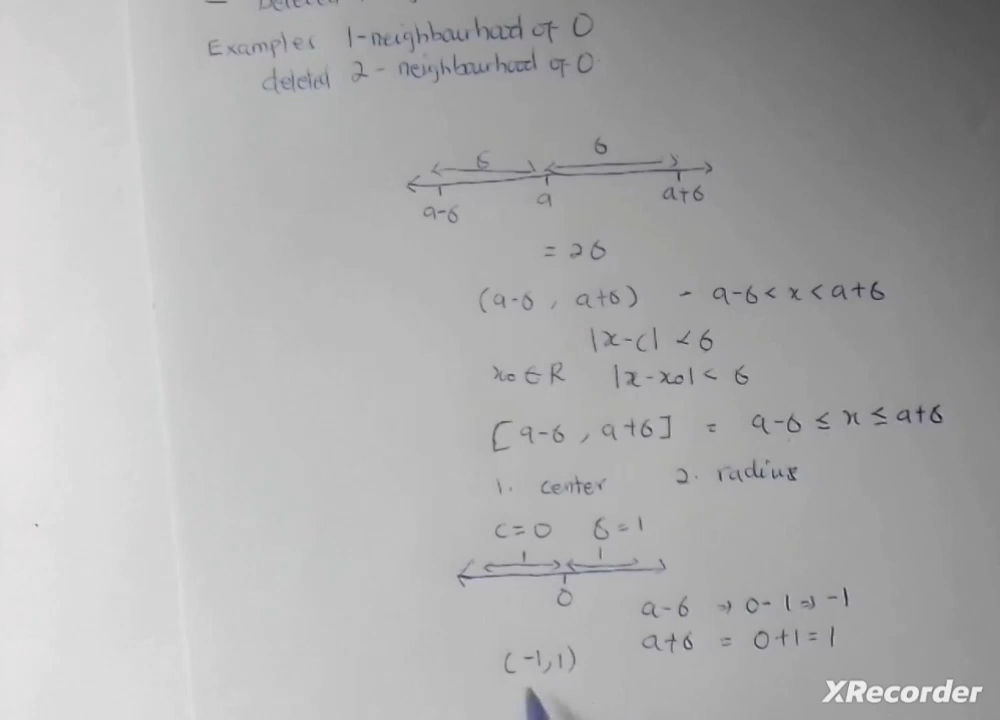 Examples 1-neighbourhood of 0
deleted 2-neighbourhood of 0
δ δ
a-δ a a+δ
= 2δ
(a-δ, a+δ) - a-δ < x < a+δ
|x-c| < δ
x₀ ∈ R |x-x₀| < δ
[a-δ, a+δ] = a-δ ≤ x ≤ a+δ
1. center 2. radius
c=0 δ=1
1 1
0
a-δ ⇒ 0-1 ⇒ -1
a+δ = 0+1 = 1
(-1,1)
XRecorder